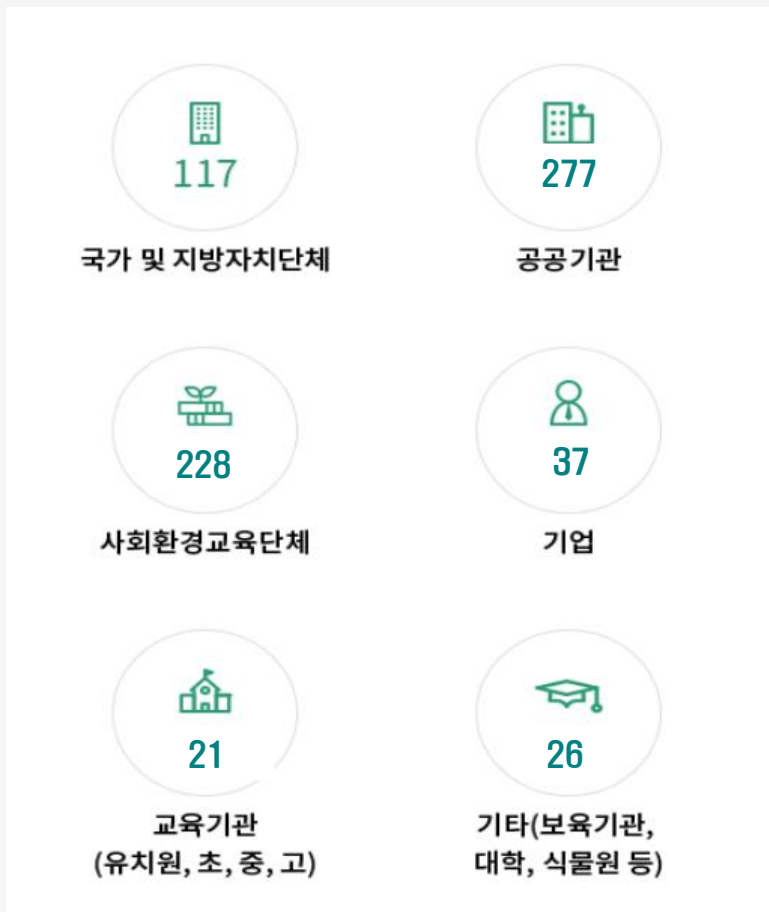 117
국가 및 지방자치단체
277
공공기관
228
사회환경교육단체
37
기업
21
교육기관
(유치원, 초, 중, 고)
26
기타(보육기관,
대학, 식물원 등)